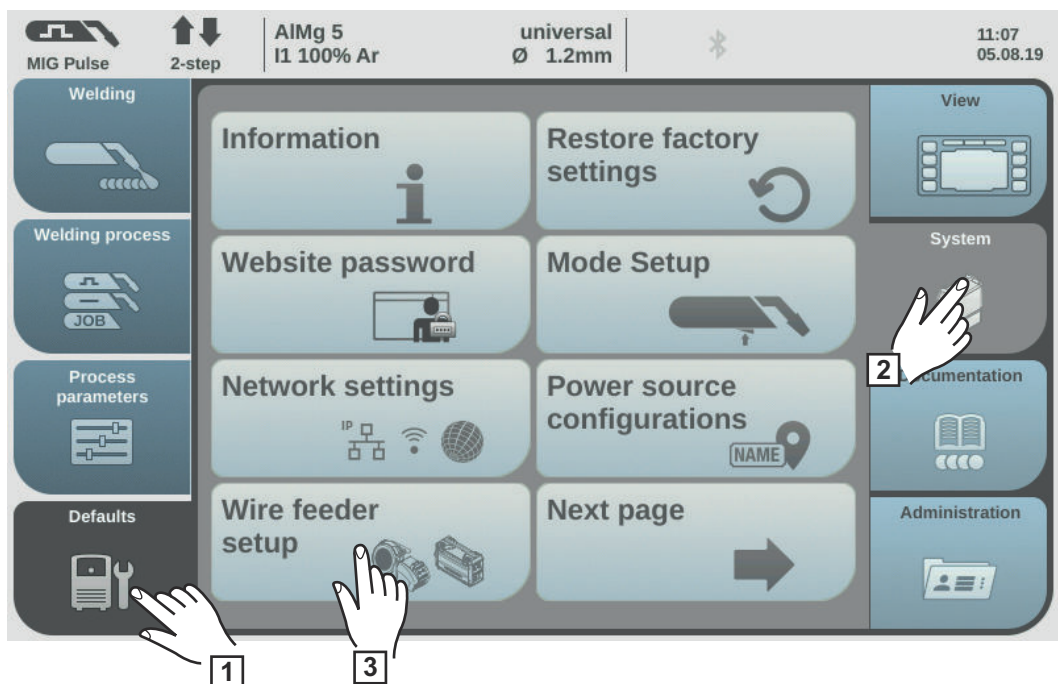 MIG Pulse
2-step
AlMg 5
I1 100% Ar
universal
Ø 1.2mm
11:07
05.08.19
Welding
Welding process
JOB
Process
parameters
Defaults
Information
Restore factory
settings
Website password
Mode Setup
Network settings
IP
Power source
configurations
NAME
Wire feeder
setup
Next page
View
System
Documentation
Administration
1
2
3